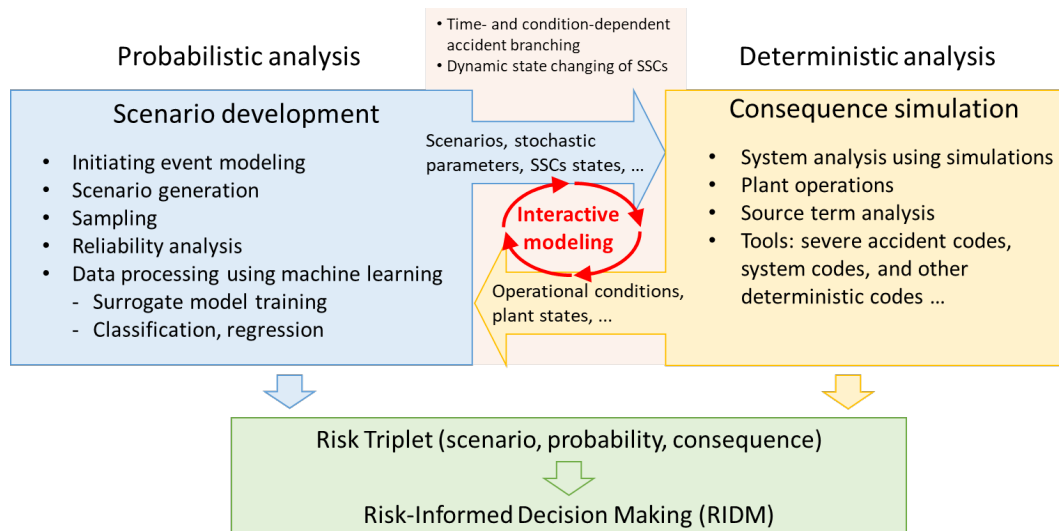 Probabilistic analysis
• Time- and condition-dependent
accident branching
• Dynamic state changing of SSCs
Deterministic analysis
Scenario development
• Initiating event modeling
• Scenario generation
• Sampling
• Reliability analysis
• Data processing using machine learning
- Surrogate model training
- Classification, regression
Scenarios, stochastic
parameters, SSCs states, ...
Interactive
modeling
Operational conditions,
plant states, ...
Consequence simulation
• System analysis using simulations
• Plant operations
• Source term analysis
• Tools: severe accident codes,
system codes, and other
deterministic codes ...
Risk Triplet (scenario, probability, consequence)
Risk-Informed Decision Making (RIDM)